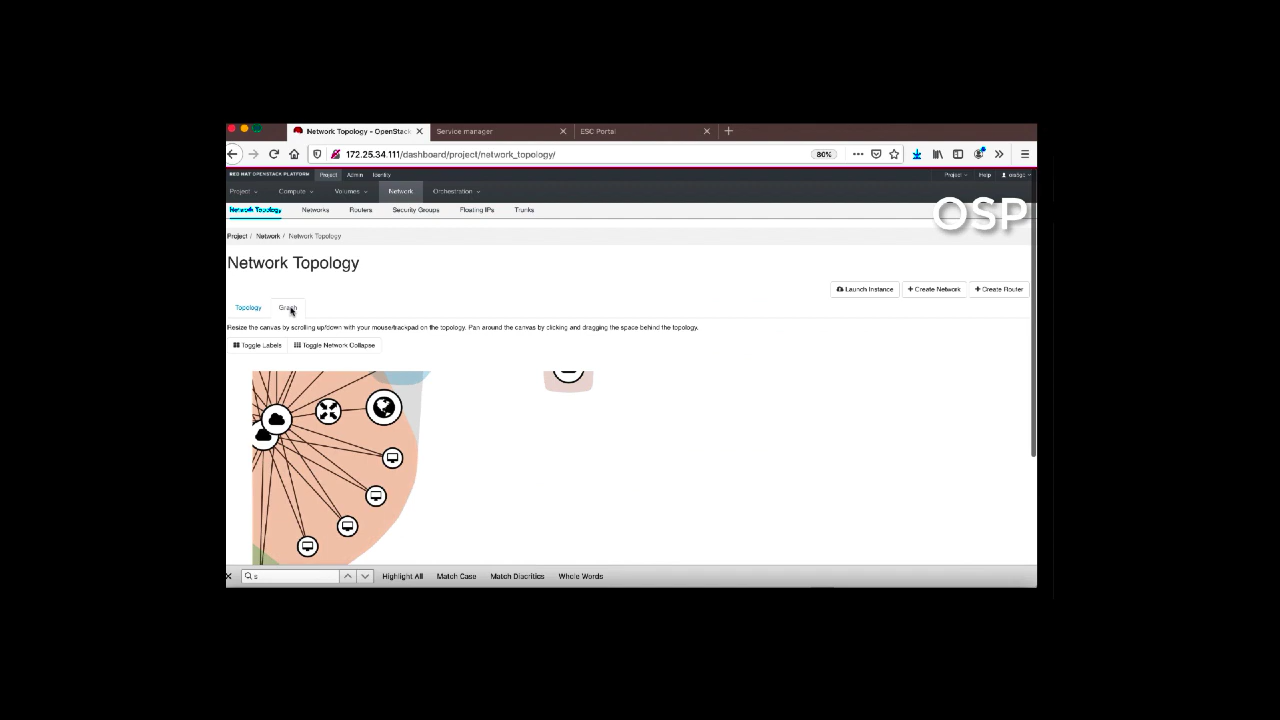 Network Topology - OpenStack
Service manager
ESC Portal
172.25.34.111/dashboard/project/network_topology/
80%
RED HAT OPENSTACK PLATFORM Project Admin Identity
Project Help
Project Compute Volumes Network Orchestration
Network Topology Networks Routers Security Groups Floating IPs Trunks
OSP
Project / Network / Network Topology
Network Topology
Launch Instance + Create Network + Create Router
Topology Graph
Resize the canvas by scrolling up/down with your mouse/trackpad on the topology. Pan around the canvas by clicking and dragging the space behind the topology.
Toggle Labels Toggle Network Collapse
s Highlight All Match Case Match Diacritics Whole Words